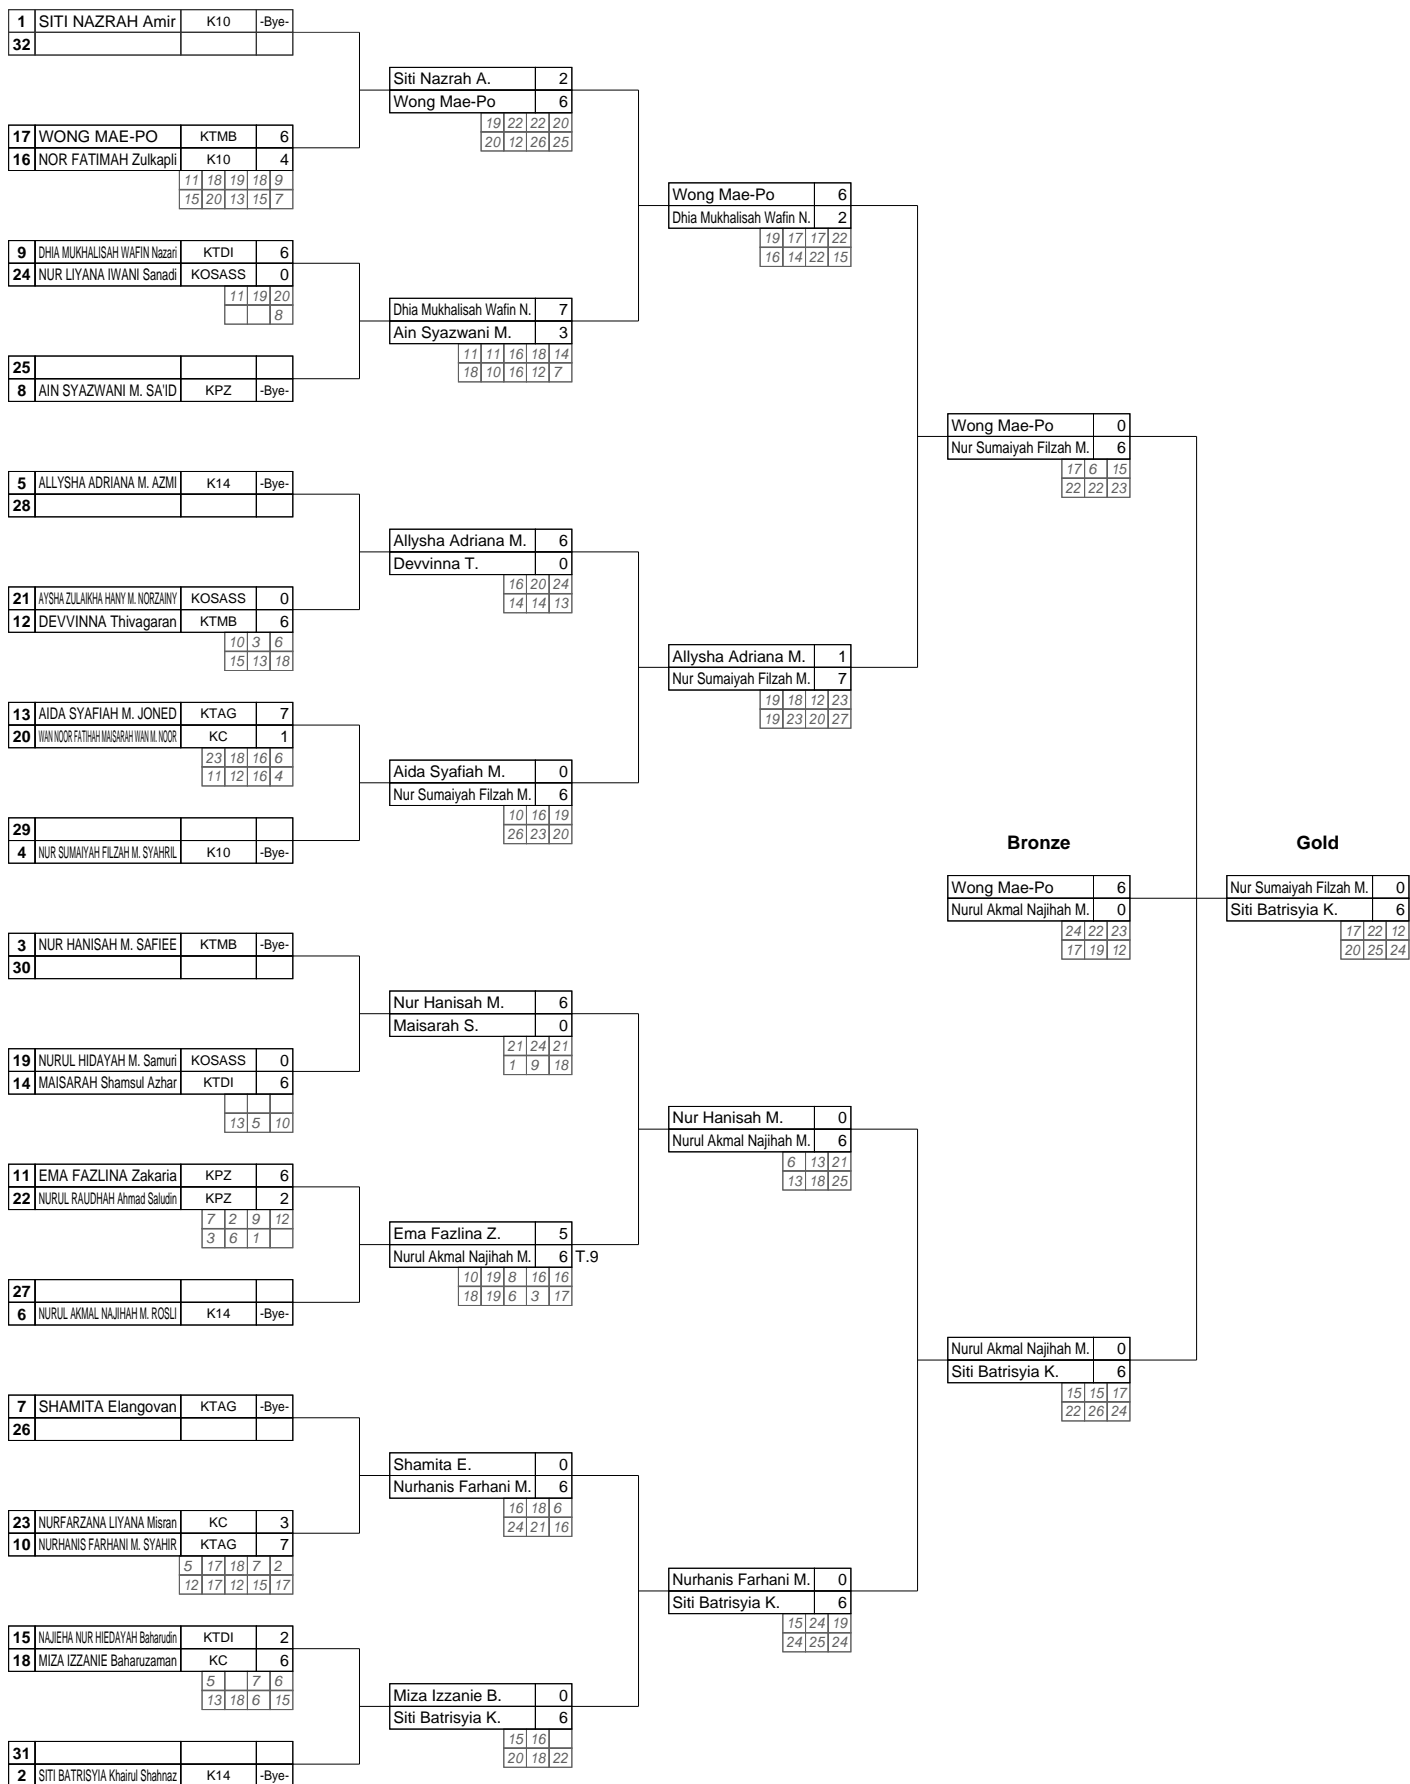 1 SITI NAZRAH Amir K10 -Bye-
32
Siti Nazrah A. 2
Wong Mae-Po 6
19 22 22 20
20 12 26 25
17 WONG MAE-PO KTMB 6
16 NOR FATIMAH Zulkapli K10 4
11 18 19 18 9
15 20 13 15 7
Wong Mae-Po 6
Dhia Mukhalisah Wafin N. 2
19 17 17 22
16 14 22 15
9 DHIA MUKHALISAH WAFIN Nazari KTDI 6
24 NUR LIYANA IWANI Sanadi KOSASS 0
11 19 20
8
Dhia Mukhalisah Wafin N. 7
Ain Syazwani M. 3
11 11 16 18 14
18 10 16 12 7
25
8 AIN SYAZWANI M. SA'ID KPZ -Bye-
Wong Mae-Po 0
Nur Sumaiyah Filzah M. 6
17 6 15
22 22 23
5 ALLYSHA ADRIANA M. AZMI K14 -Bye-
28
Allysha Adriana M. 6
Devvinna T. 0
16 20 24
14 14 13
21 AYSHA ZULAIKHA HANY M. NORZAINY KOSASS 0
12 DEVVINNA Thivagaran KTMB 6
10 3 6
15 13 18
Allysha Adriana M. 1
Nur Sumaiyah Filzah M. 7
19 18 12 23
19 23 20 27
13 AIDA SYAFIAH M. JONED KTAG 7
20 WAN NOOR FATIHAH MAISARAH WAN M. NOOR KC 1
23 18 16 6
11 12 16 4
Aida Syafiah M. 0
Nur Sumaiyah Filzah M. 6
10 16 19
26 23 20
29
4 NUR SUMAIYAH FILZAH M. SYAHRIL K10 -Bye-
Bronze Gold
Wong Mae-Po 6
Nurul Akmal Najihah M. 0
24 22 23
17 19 12
Nur Sumaiyah Filzah M. 0
Siti Batrisyia K. 6
17 22 12
20 25 24
3 NUR HANISAH M. SAFIEE KTMB -Bye-
30
Nur Hanisah M. 6
Maisarah S. 0
21 24 21
1 9 18
19 NURUL HIDAYAH M. Samuri KOSASS 0
14 MAISARAH Shamsul Azhar KTDI 6
13 5 10
Nur Hanisah M. 0
Nurul Akmal Najihah M. 6
6 13 21
13 18 25
11 EMA FAZLINA Zakaria KPZ 6
22 NURUL RAUDHAH Ahmad Saludin KPZ 2
7 2 9 12
3 6 1
Ema Fazlina Z. 5
Nurul Akmal Najihah M. 6 T.9
10 19 8 16 16
18 19 6 3 17
27
6 NURUL AKMAL NAJIHAH M. ROSLI K14 -Bye-
Nurul Akmal Najihah M. 0
Siti Batrisyia K. 6
15 15 17
22 26 24
7 SHAMITA Elangovan KTAG -Bye-
26
Shamita E. 0
Nurhanis Farhani M. 6
16 18 6
24 21 16
23 NURFARZANA LIYANA Misran KC 3
10 NURHANIS FARHANI M. SYAHIR KTAG 7
5 17 18 7 2
12 17 12 15 17
Nurhanis Farhani M. 0
Siti Batrisyia K. 6
15 24 19
24 25 24
15 NAJIEHA NUR HIEDAYAH Baharudin KTDI 2
18 MIZA IZZANIE Baharuzaman KC 6
5 7 6
13 18 6 15
Miza Izzanie B. 0
Siti Batrisyia K. 6
15 16
20 18 22
31
2 SITI BATRISYIA Khairul Shahnaz K14 -Bye-